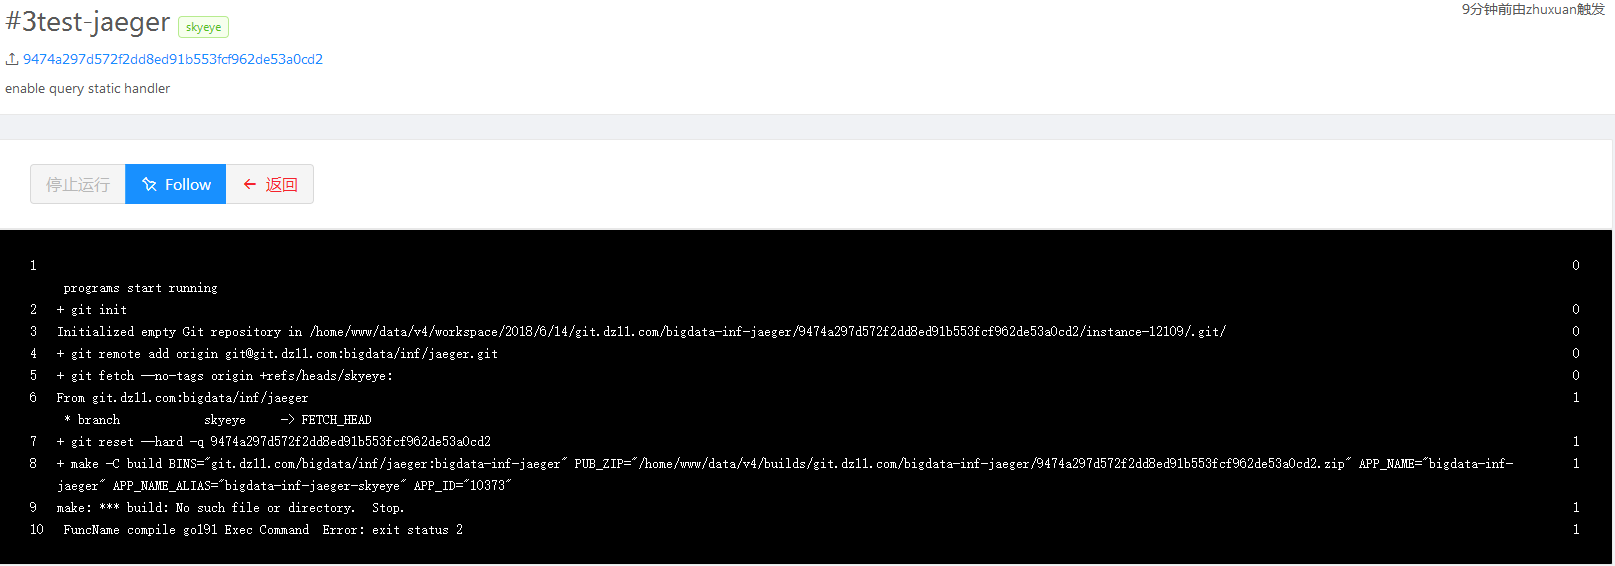 #3test-jaeger skyeye
9分钟前由zhuxuan触发
9474a297d572f2dd8ed91b553fcf962de53a0cd2
enable query static handler
停止运行 Follow 返回
1 0
programs start running
2 + git init 0
3 Initialized empty Git repository in /home/www/data/v4/workspace/2018/6/14/git.dz11.com/bigdata-inf-jaeger/9474a297d572f2dd8ed91b553fcf962de53a0cd2/instance-12109/.git/ 0
4 + git remote add origin git@git.dz11.com:bigdata/inf/jaeger.git 0
5 + git fetch --no-tags origin +refs/heads/skyeye: 0
6 From git.dz11.com:bigdata/inf/jaeger 1
* branch skyeye -> FETCH_HEAD
7 + git reset --hard -q 9474a297d572f2dd8ed91b553fcf962de53a0cd2 1
8 + make -C build BINS="git.dz11.com/bigdata/inf/jaeger:bigdata-inf-jaeger" PUB_ZIP="/home/www/data/v4/builds/git.dz11.com/bigdata-inf-jaeger/9474a297d572f2dd8ed91b553fcf962de53a0cd2.zip" APP_NAME="bigdata-inf- 1
jaeger" APP_NAME_ALIAS="bigdata-inf-jaeger-skyeye" APP_ID="10373"
9 make: *** build: No such file or directory.  Stop. 1
10 FuncName compile go191 Exec Command  Error: exit status 2 1